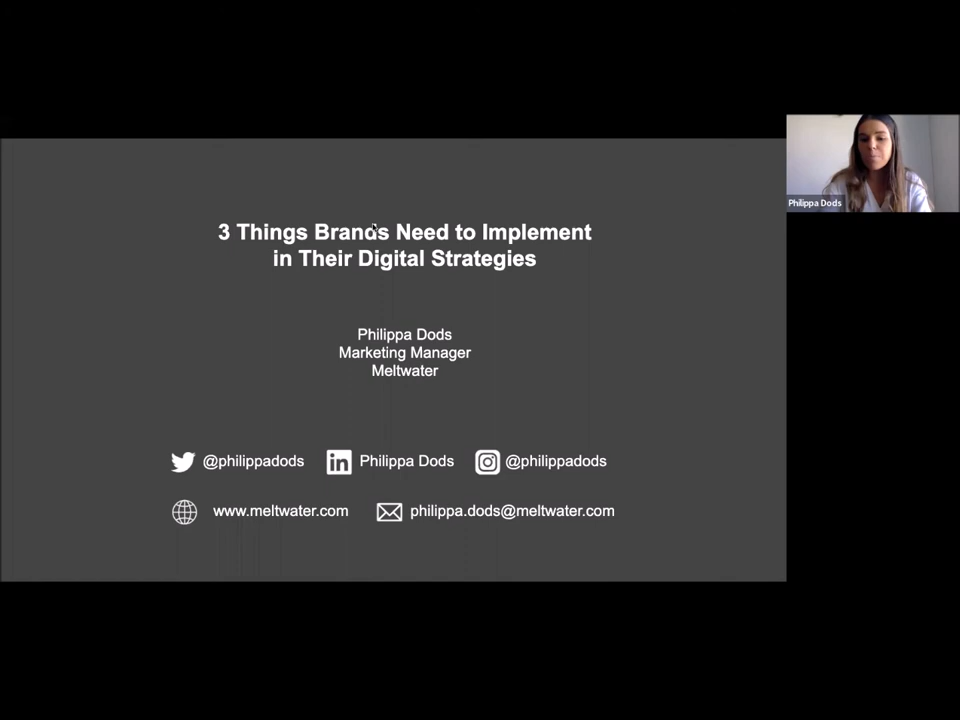 3 Things Brands Need to Implement
in Their Digital Strategies
Philippa Dods
Marketing Manager
Meltwater
@philippadods
in Philippa Dods
@philippadods
www.meltwater.com
philippa.dods@meltwater.com
Philippa Dods